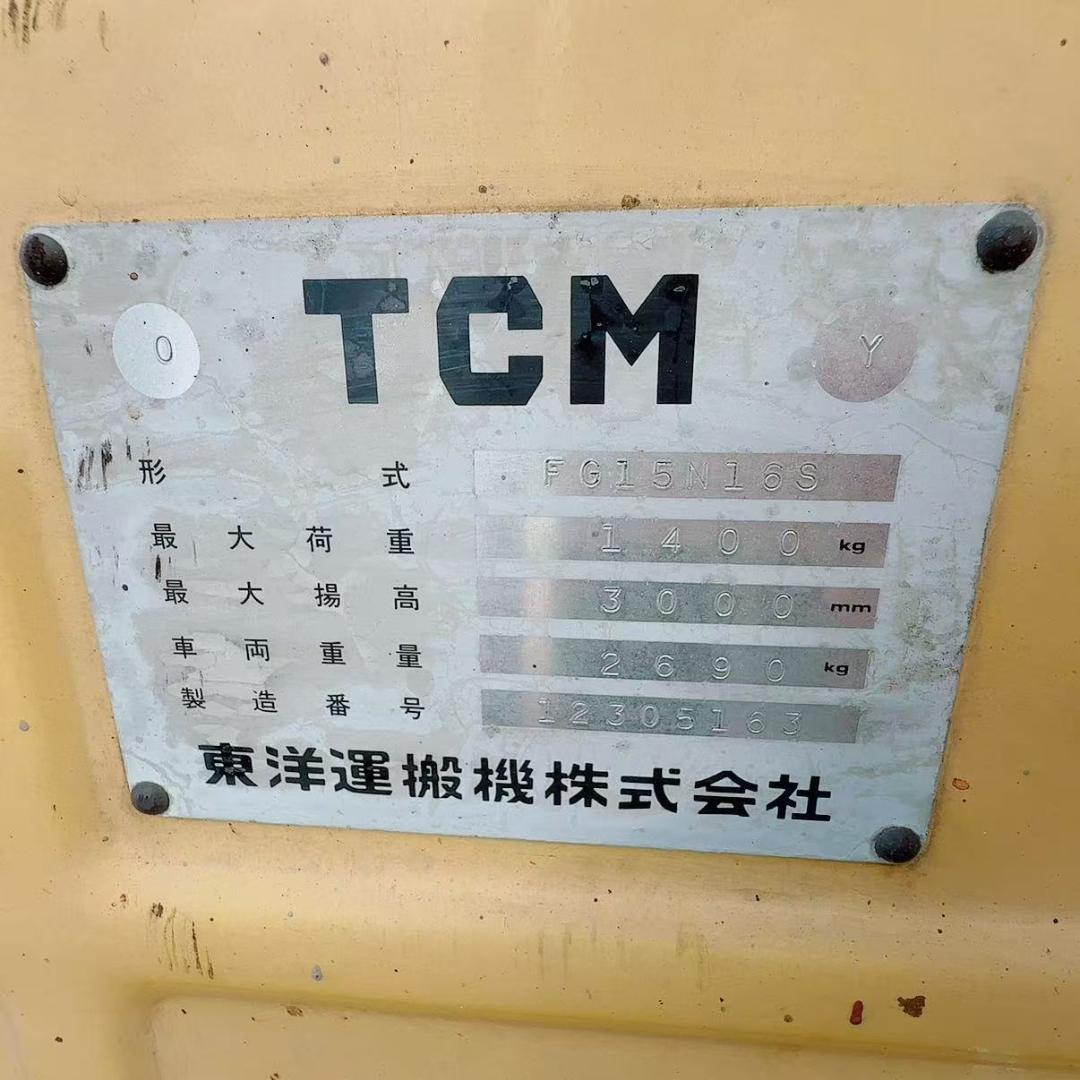 TCM
O Y
形式 FG15N16S
最大荷重 1400 kg
最大揚高 3000 mm
車両重量 2690 kg
製造番号 12305163
東洋運搬機株式会社